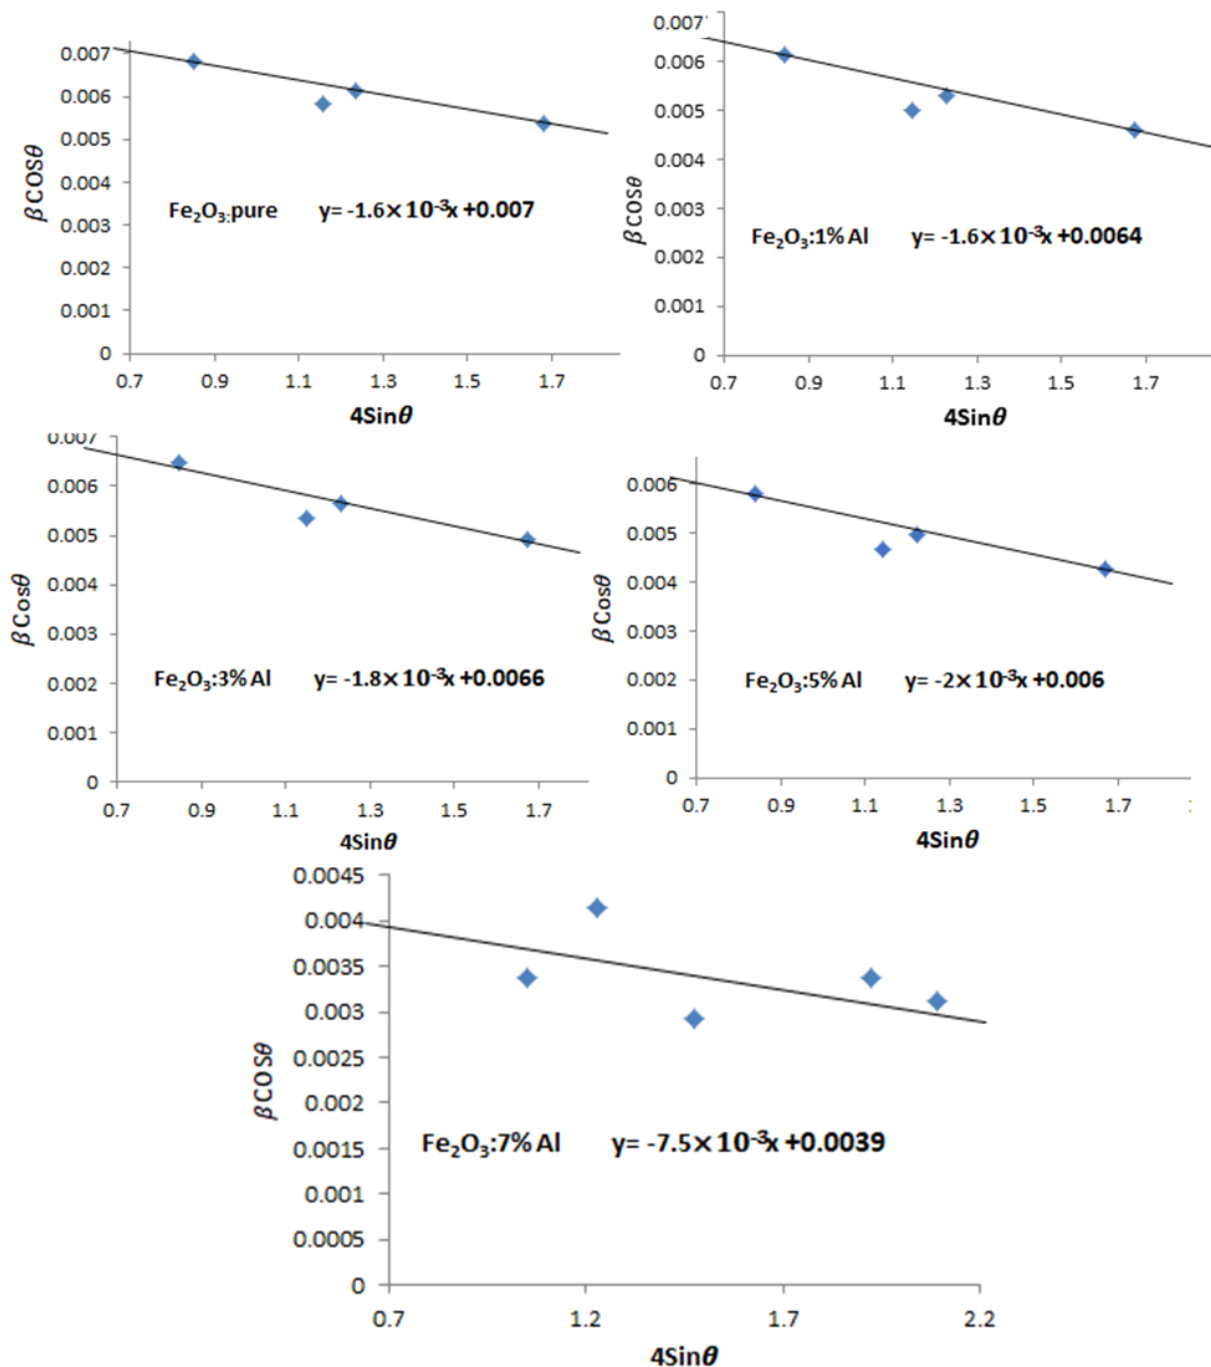 0.007
0.006
0.005
0.004
0.003
0.002
0.001
0
β COSθ
Fe₂O₃:pure y= -1.6×10⁻³x +0.007
0.7 0.9 1.1 1.3 1.5 1.7
4Sinθ
0.007
0.006
0.005
0.004
0.003
0.002
0.001
0
β COSθ
Fe₂O₃:1% Al y= -1.6×10⁻³x +0.0064
0.7 0.9 1.1 1.3 1.5 1.7
4Sinθ
0.007
0.006
0.005
0.004
0.003
0.002
0.001
0
β Cosθ
Fe₂O₃:3% Al y= -1.8×10⁻³x +0.0066
0.7 0.9 1.1 1.3 1.5 1.7
4Sinθ
0.006
0.005
0.004
0.003
0.002
0.001
0
β Cosθ
Fe₂O₃:5% Al y= -2×10⁻³x +0.006
0.7 0.9 1.1 1.3 1.5 1.7
4Sinθ
0.0045
0.004
0.0035
0.003
0.0025
0.002
0.0015
0.001
0.0005
0
β COSθ
Fe₂O₃:7% Al y= -7.5×10⁻³x +0.0039
0.7 1.2 1.7 2.2
4Sinθ